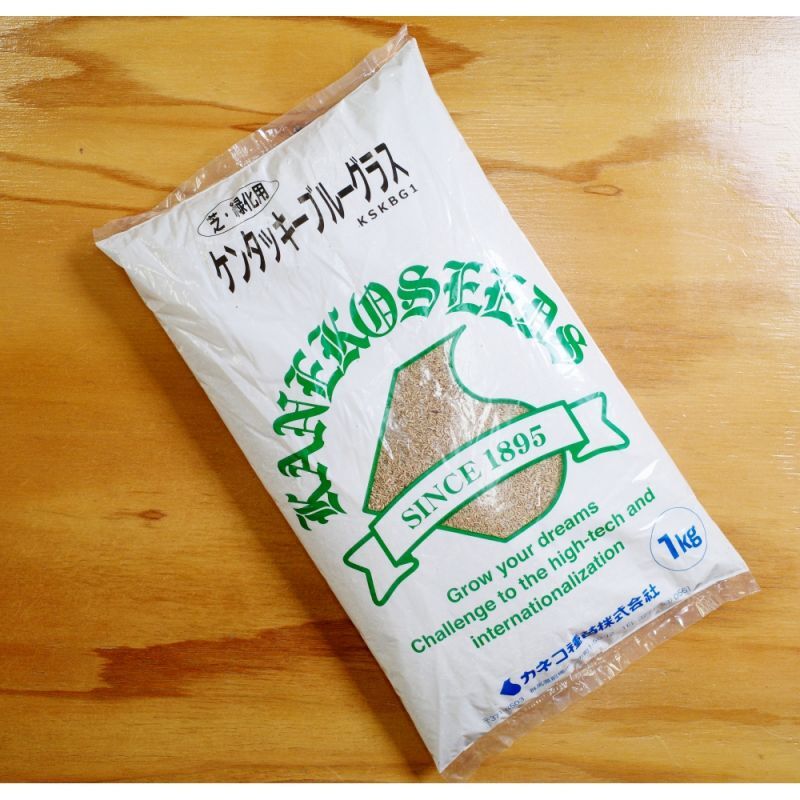 芝・緑化用
ケンタッキーブルーグラス
KSKBG1
KANEKOSEEDS
SINCE 1895
Grow your dreams
Challenge to the high-tech and
internationalization
1kg
カネコ種苗株式会社